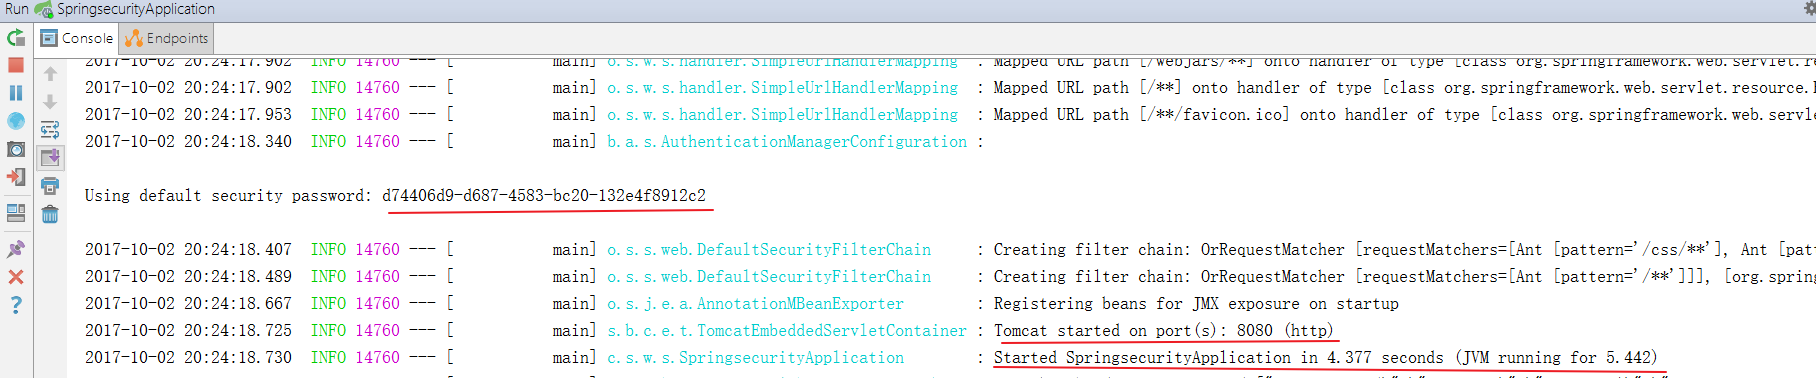 Run SpringsecurityApplication
Console Endpoints
2017-10-02 20:24:17.902  INFO 14760 --- [           main] o.s.w.s.handler.SimpleUrlHandlerMapping  : Mapped URL path [/webjars/**] onto handler of type [class org.springframework.web.servlet.re
2017-10-02 20:24:17.902  INFO 14760 --- [           main] o.s.w.s.handler.SimpleUrlHandlerMapping  : Mapped URL path [/**] onto handler of type [class org.springframework.web.servlet.resource.
2017-10-02 20:24:17.953  INFO 14760 --- [           main] o.s.w.s.handler.SimpleUrlHandlerMapping  : Mapped URL path [/**/favicon.ico] onto handler of type [class org.springframework.web.servle
2017-10-02 20:24:18.340  INFO 14760 --- [           main] b.a.s.AuthenticationManagerConfiguration :
Using default security password: d74406d9-d687-4583-bc20-132e4f8912c2
2017-10-02 20:24:18.407  INFO 14760 --- [           main] o.s.s.web.DefaultSecurityFilterChain     : Creating filter chain: OrRequestMatcher [requestMatchers=[Ant [pattern='/css/**'], Ant [pat
2017-10-02 20:24:18.489  INFO 14760 --- [           main] o.s.s.web.DefaultSecurityFilterChain     : Creating filter chain: OrRequestMatcher [requestMatchers=[Ant [pattern='/**']]], [org.spring
2017-10-02 20:24:18.667  INFO 14760 --- [           main] o.s.j.e.a.AnnotationMBeanExporter        : Registering beans for JMX exposure on startup
2017-10-02 20:24:18.725  INFO 14760 --- [           main] s.b.c.e.t.TomcatEmbeddedServletContainer : Tomcat started on port(s): 8080 (http)
2017-10-02 20:24:18.730  INFO 14760 --- [           main] c.s.w.s.SpringsecurityApplication        : Started SpringsecurityApplication in 4.377 seconds (JVM running for 5.442)